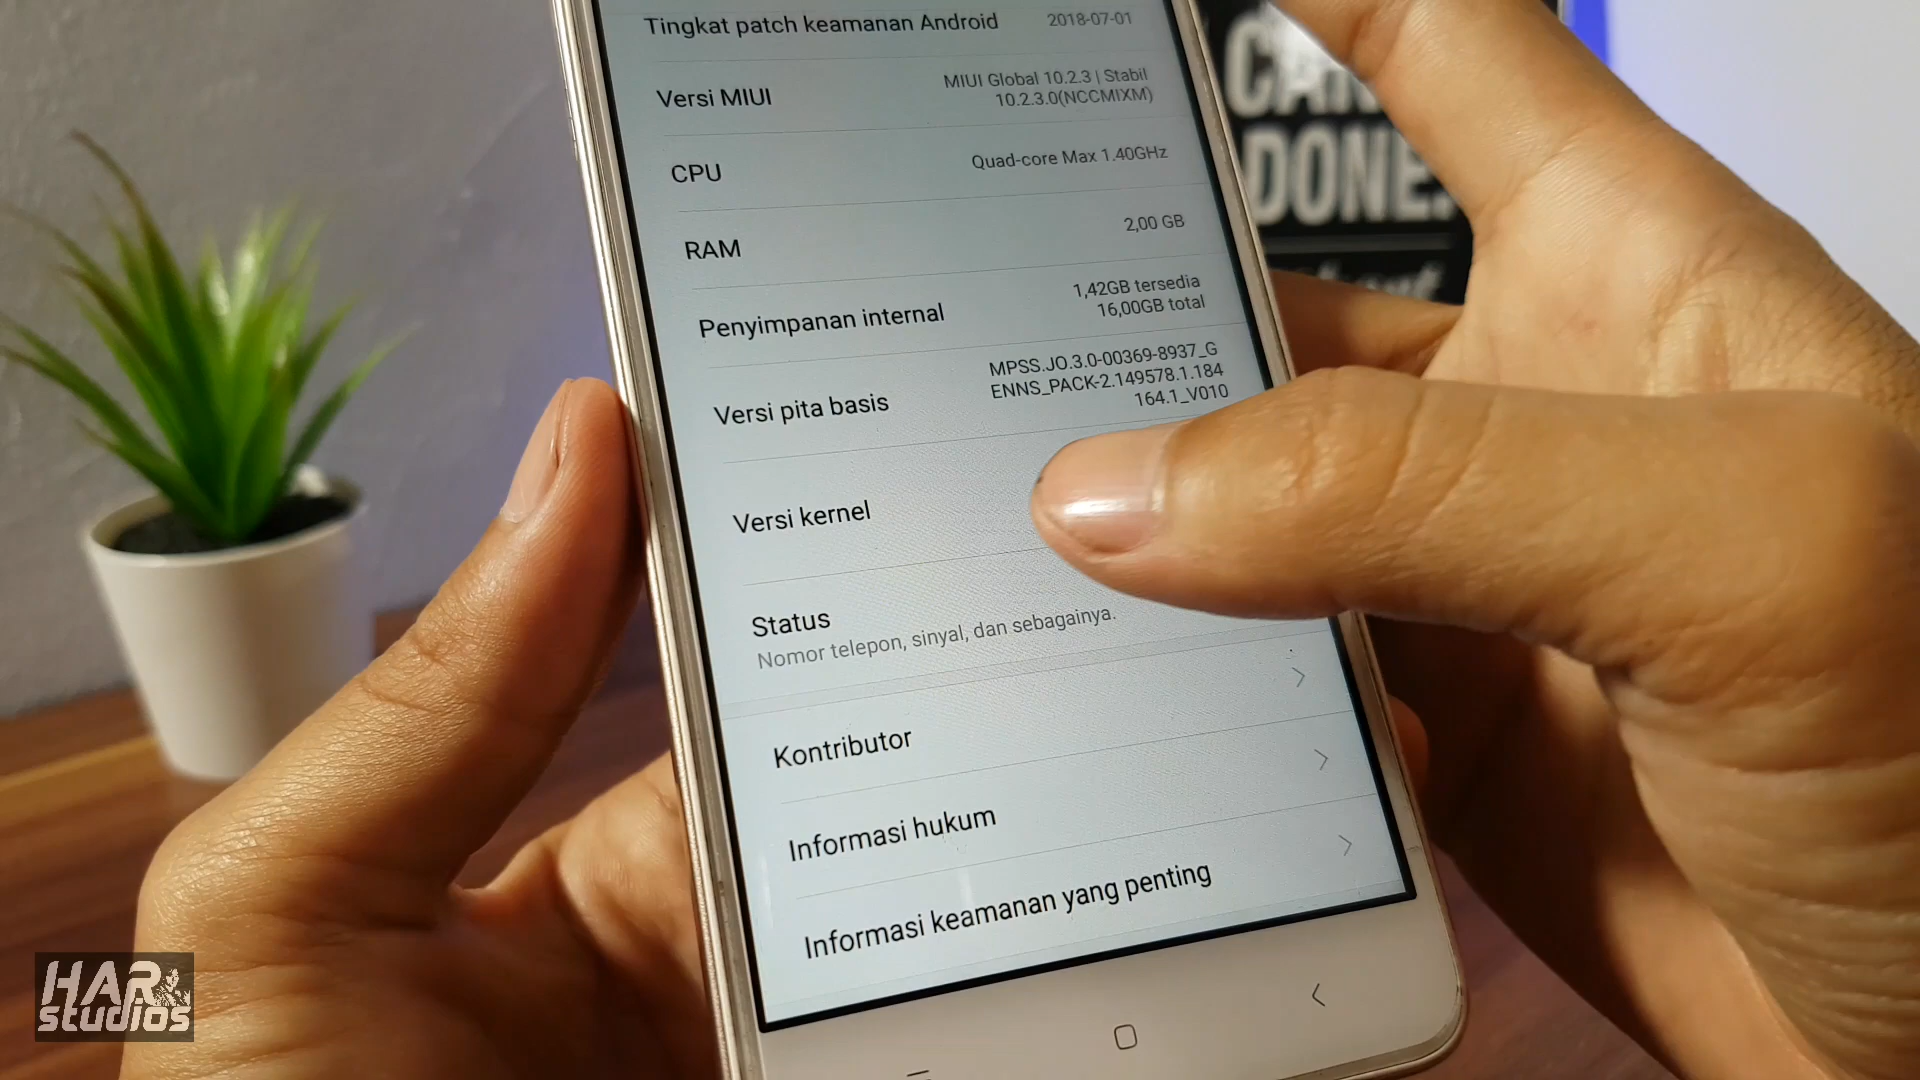 Tingkat patch keamanan Android 2018-07-01
Versi MIUI
MIUI Global 10.2.3 | Stabil
10.2.3.0(NCCMIXM)
CPU
Quad-core Max 1.40GHz
RAM
2,00 GB
Penyimpanan internal
1,42GB tersedia
16,00GB total
Versi pita basis
MPSS.JO.3.0-00369-8937_G
ENNS_PACK-2.149578.1.184
164.1_V010
Versi kernel
Status
Nomor telepon, sinyal, dan sebagainya.
Kontributor
Informasi hukum
Informasi keamanan yang penting
DONE.
HAR
studios